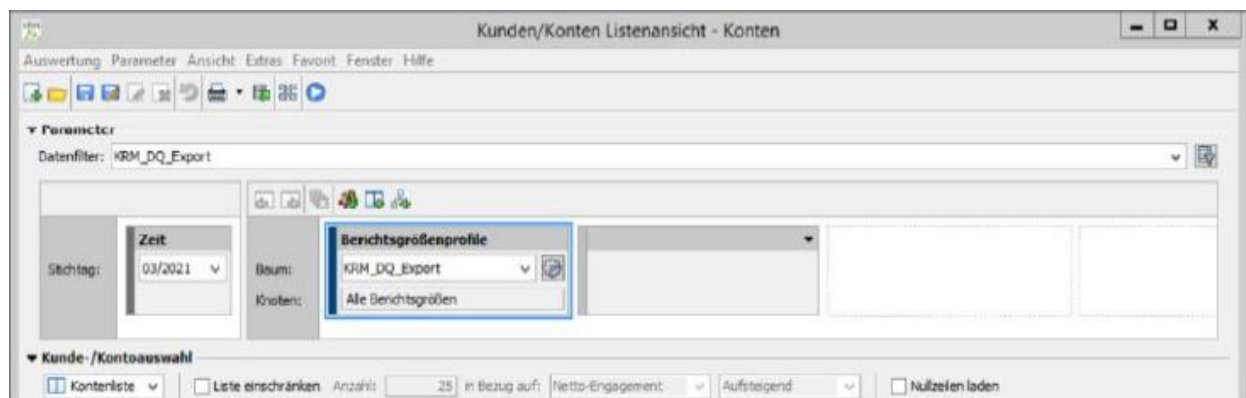 Kunden/Konten Listenansicht - Konten
Auswertung Parameter Ansicht Extras Favorit Fenster Hilfe
Parameter
Datenfilter: KRM_DQ_Export
Zeit
Stichtag: 03/2021
Berichtsgrößenprofile
Baum: KRM_DQ_Export
Knoten: Alle Berichtsgrößen
Kunde-/Kontoauswahl
Kontenliste Liste einschränken Anzahl: 25 in Bezug auf: Netto-Engagement Aufsteigend Nullzeilen laden